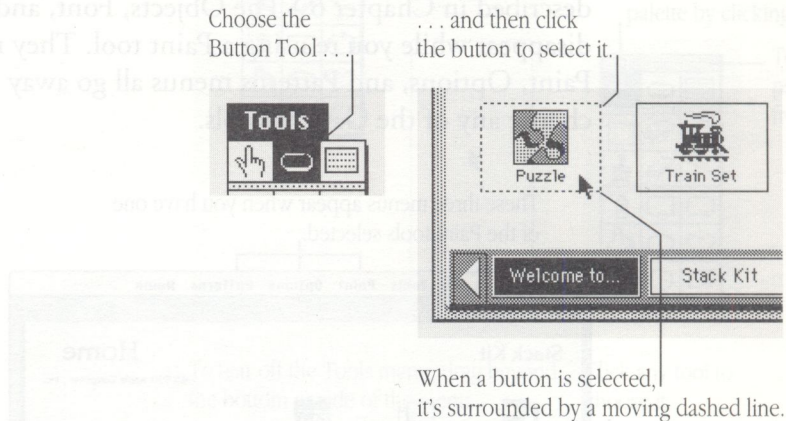 Choose the
Button Tool . . .
. . . and then click
the button to select it.
Tools
Puzzle
Train Set
Welcome to...
Stack Kit
When a button is selected,
it's surrounded by a moving dashed line.